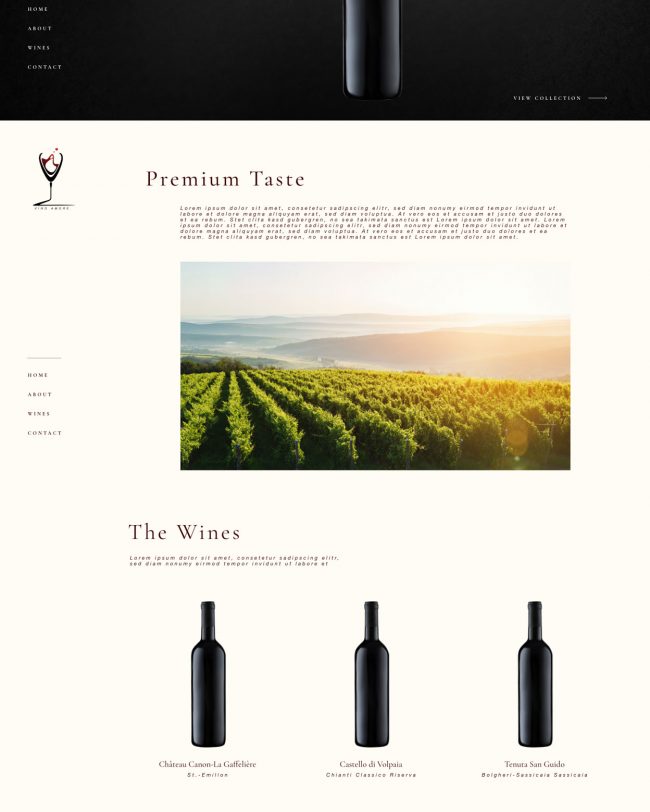 HOME
ABOUT
WINES
CONTACT
VIEW COLLECTION
VINO AMORE
Premium Taste
Lorem ipsum dolor sit amet, consetetur sadipscing elitr, sed diam nonumy eirmod tempor invidunt ut
labore et dolore magna aliquyam erat, sed diam voluptua. At vero eos et accusam et justo duo dolores
et ea rebum. Stet clita kasd gubergren, no sea takimata sanctus est Lorem ipsum dolor sit amet. Lorem
ipsum dolor sit amet, consetetur sadipscing elitr, sed diam nonumy eirmod tempor invidunt ut labore et
dolore magna aliquyam erat, sed diam voluptua. At vero eos et accusam et justo duo dolores et ea
rebum. Stet clita kasd gubergren, no sea takimata sanctus est Lorem ipsum dolor sit amet.
HOME
ABOUT
WINES
CONTACT
The Wines
Lorem ipsum dolor sit amet, consetetur sadipscing elitr,
sed diam nonumy eirmod tempor invidunt ut labore et
Château Canon-La Gaffelière
St.-Emilion
Castello di Volpaia
Chianti Classico Riserva
Tenuta San Guido
Bolgheri-Sassicaia Sassicaia